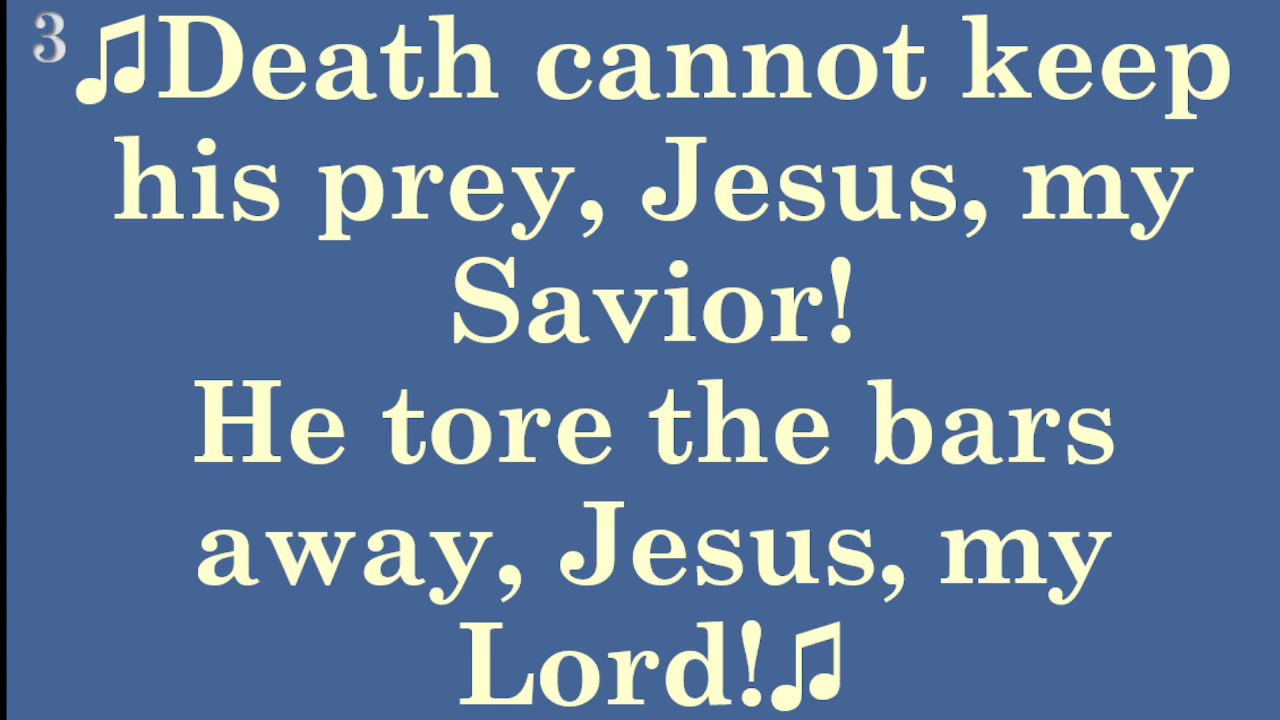 3 ♫Death cannot keep
his prey, Jesus, my
Savior!
He tore the bars
away, Jesus, my
Lord!♫